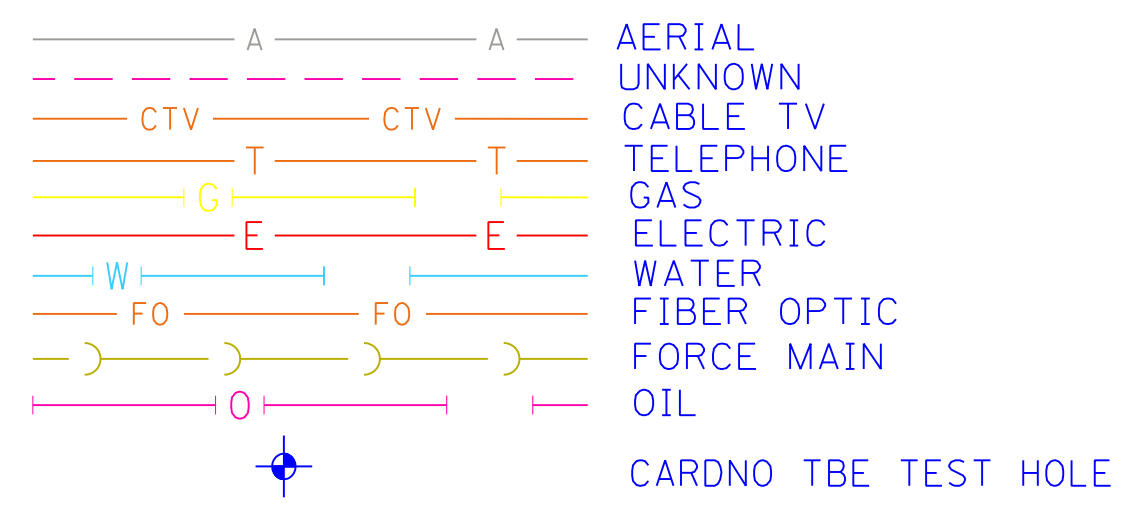 A A AERIAL
UNKNOWN
CTV CTV CABLE TV
T T TELEPHONE
G GAS
E E ELECTRIC
W WATER
FO FO FIBER OPTIC
FORCE MAIN
O OIL
CARDNO TBE TEST HOLE